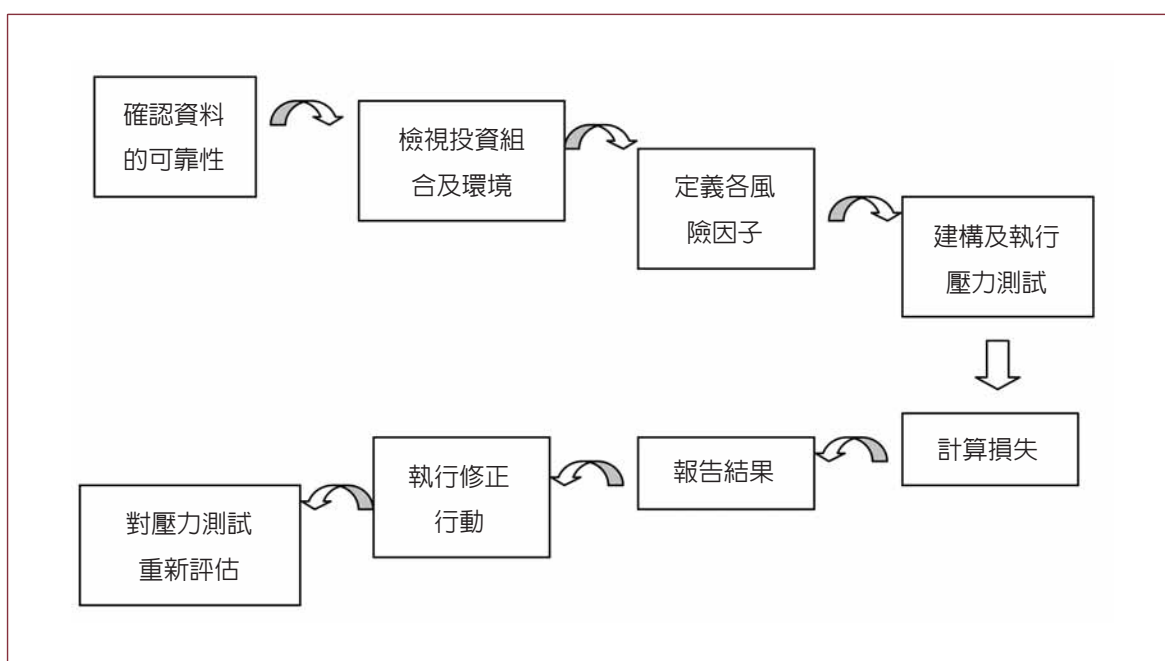 確認資料
的可靠性
檢視投資組
合及環境
定義各風
險因子
建構及執行
壓力測試
計算損失
報告結果
執行修正
行動
對壓力測試
重新評估